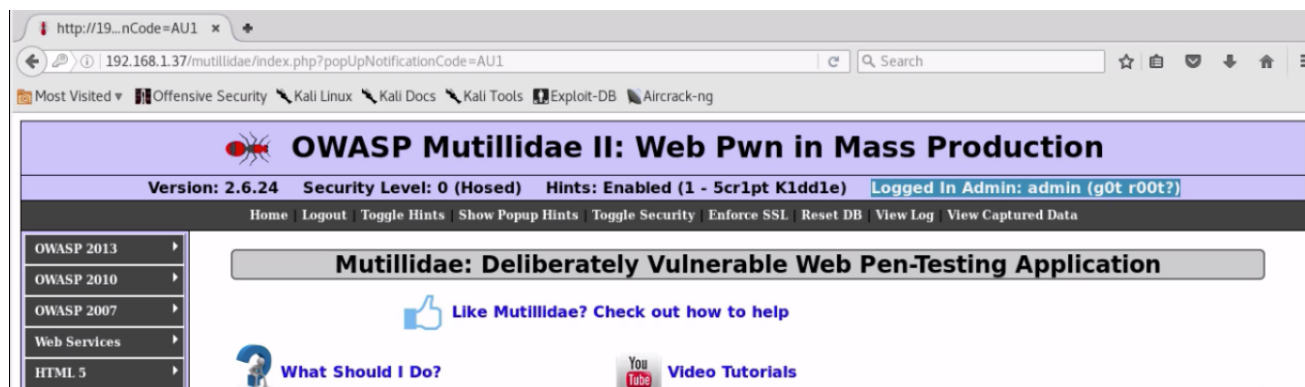 http://19...nCode=AU1
192.168.1.37/mutillidae/index.php?popUpNotificationCode=AU1
Search
Most Visited Offensive Security Kali Linux Kali Docs Kali Tools Exploit-DB Aircrack-ng
OWASP Mutillidae II: Web Pwn in Mass Production
Version: 2.6.24 Security Level: 0 (Hosed) Hints: Enabled (1 - 5cr1pt K1dd1e) Logged In Admin: admin (g0t r00t?)
Home | Logout | Toggle Hints | Show Popup Hints | Toggle Security | Enforce SSL | Reset DB | View Log | View Captured Data
OWASP 2013
OWASP 2010
OWASP 2007
Web Services
HTML 5
Mutillidae: Deliberately Vulnerable Web Pen-Testing Application
Like Mutillidae? Check out how to help
What Should I Do?
You Tube
Video Tutorials